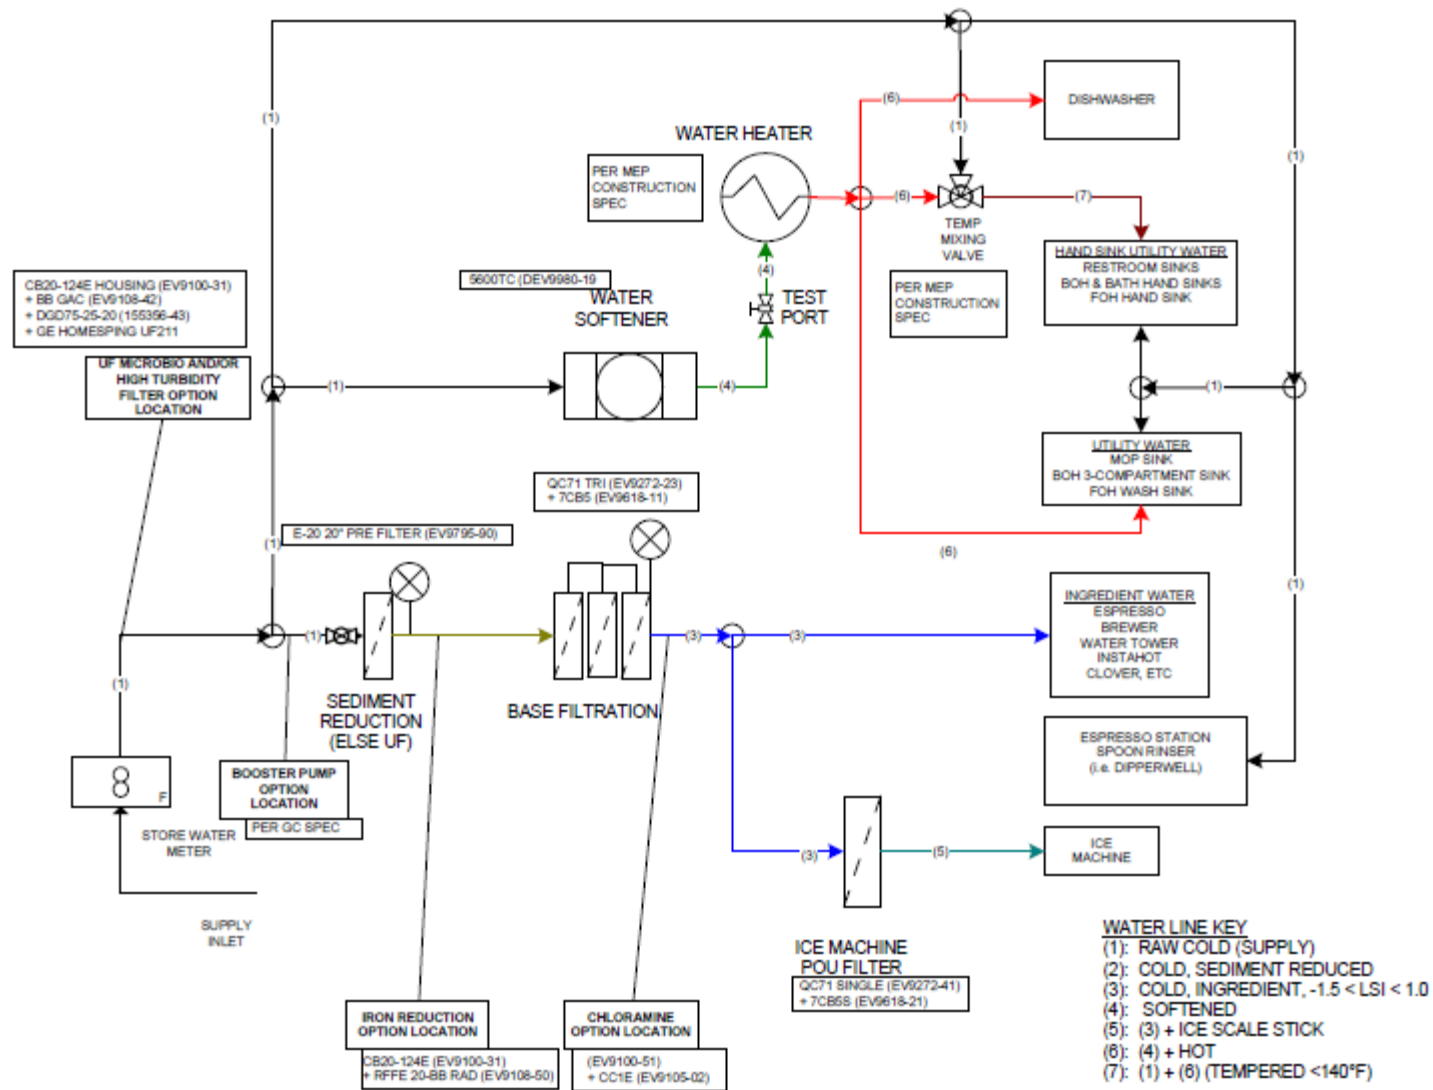 (1)
(6)
DISHWASHER
WATER HEATER
(1)
(1)
PER MEP
CONSTRUCTION
SPEC
(6)
(7)
TEMP
MIXING
VALVE
HAND SINK UTILITY WATER
RESTROOM SINKS
BOH & BATH HAND SINKS
FOH HAND SINK
CB20-124E HOUSING (EV9100-31)
+ BB GAC (EV9108-42)
+ DGD75-25-20 (155356-43)
+ GE HOMESPING UF211
5600TC (DEV9980-19
(4)
WATER
SOFTENER
TEST
PORT
PER MEP
CONSTRUCTION
SPEC
UF MICROBIO AND/OR
HIGH TURBIDITY
FILTER OPTION
LOCATION
(1)
(4)
(1)
UTILITY WATER
MOP SINK
BOH 3-COMPARTMENT SINK
FOH WASH SINK
QC71 TRI (EV9272-23)
+ 7CB5 (EV9618-11)
(1)
E-20 20" PRE FILTER (EV9795-90)
(6)
(1)
INGREDIENT WATER
ESPRESSO
BREWER
WATER TOWER
INSTAHOT
CLOVER, ETC
(1)
(3)
(3)
(1)
SEDIMENT
REDUCTION
(ELSE UF)
BASE FILTRATION
ESPRESSO STATION
SPOON RINSER
(i.e. DIPPERWELL)
8
F
BOOSTER PUMP
OPTION
LOCATION
PER GC SPEC
STORE WATER
METER
(3)
(5)
ICE
MACHINE
SUPPLY
INLET
ICE MACHINE
POU FILTER
QC71 SINGLE (EV9272-41)
+ 7CB5S (EV9618-21)
IRON REDUCTION
OPTION LOCATION
CB20-124E (EV9100-31)
+ RFFE 20-BB RAD (EV9108-50)
CHLORAMINE
OPTION LOCATION
(EV9100-51)
+ CC1E (EV9105-02)
WATER LINE KEY
(1): RAW COLD (SUPPLY)
(2): COLD, SEDIMENT REDUCED
(3): COLD, INGREDIENT, -1.5 < LSI < 1.0
(4): SOFTENED
(5): (3) + ICE SCALE STICK
(6): (4) + HOT
(7): (1) + (6) (TEMPERED <140°F)